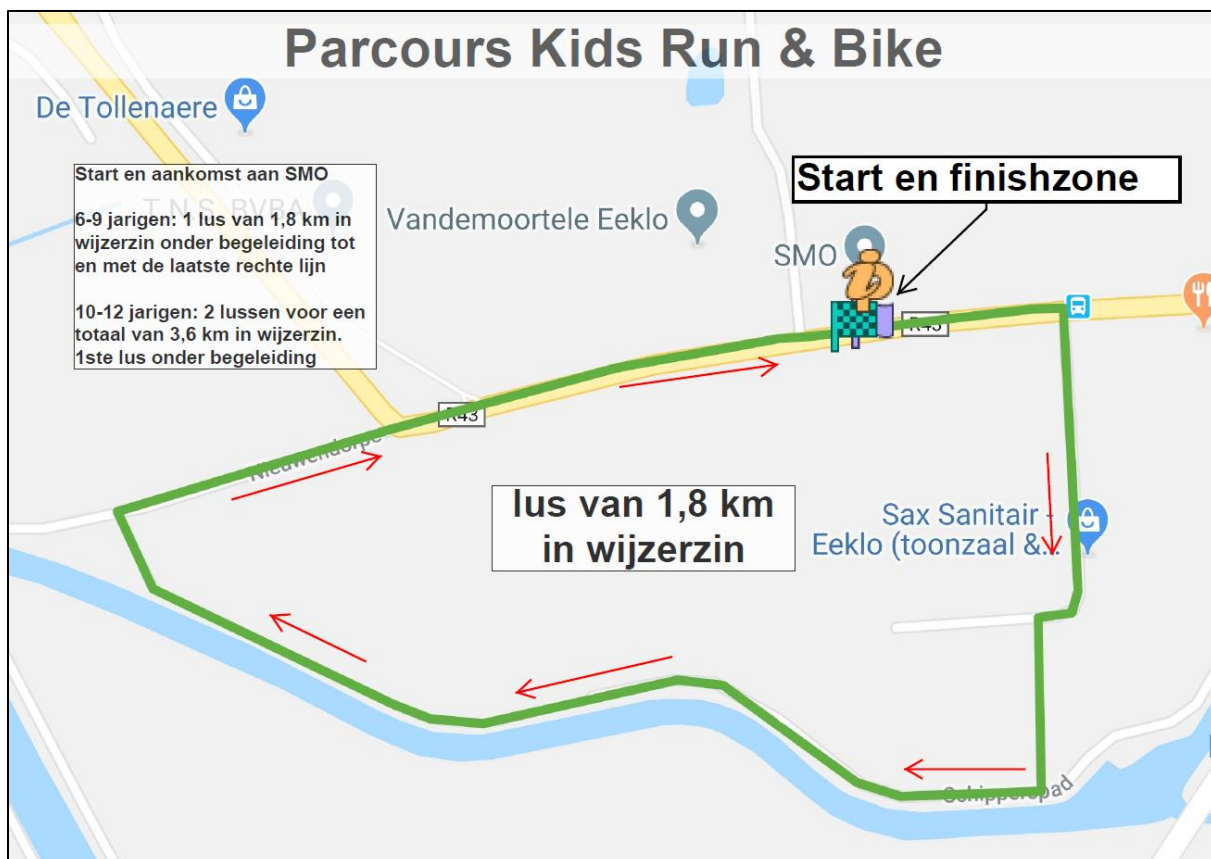 Parcours Kids Run & Bike
De Tollenaere
Start en aankomst aan SMO
6-9 jarigen: 1 lus van 1,8 km in
wijzerzin onder begeleiding tot
en met de laatste rechte lijn
10-12 jarigen: 2 lussen voor een
totaal van 3,6 km in wijzerzin.
1ste lus onder begeleiding
T.N.S. BVBA
Start en finishzone
Vandemoortele Eeklo
SMO
R43
R43
Nieuwendorpe
lus van 1,8 km
in wijzerzin
Sax Sanitair -
Eeklo (toonzaal &...
Schipperspad